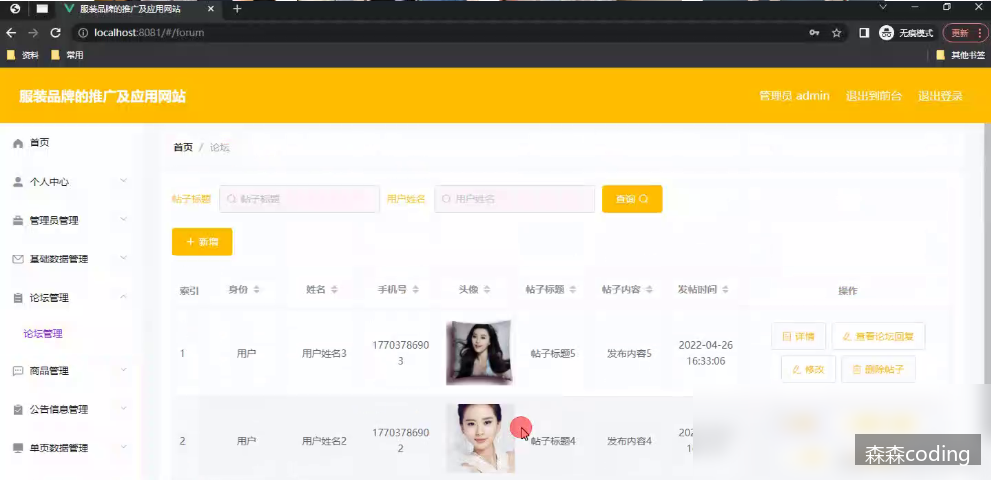 服装品牌的推广及应用网站
localhost:8081/#/forum
无痕模式
更新
资料
常用
其他书签
服装品牌的推广及应用网站
管理员 admin
退出到前台
退出登录
首页
个人中心
管理员管理
基础数据管理
论坛管理
论坛管理
商品管理
公告信息管理
单页数据管理
首页 / 论坛
帖子标题 帖子标题 用户姓名 用户姓名 查询
+ 新增
索引 身份 姓名 手机号 头像 帖子标题 帖子内容 发帖时间 操作
1 用户 用户姓名3 17703786903 帖子标题5 发布内容5 2022-04-26 16:33:06 详情 查看论坛回复 修改 删除帖子
2 用户 用户姓名2 17703786902 帖子标题4 发布内容4
森森coding